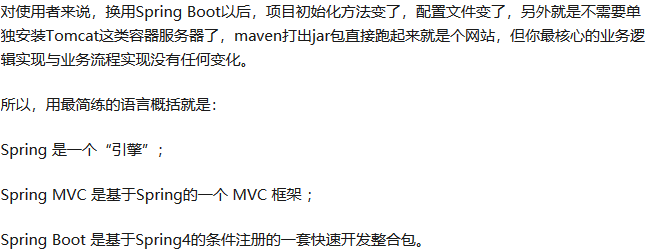 对使用者来说，换用Spring Boot以后，项目初始化方法变了，配置文件变了，另外就是不需要单
独安装Tomcat这类容器服务器了，maven打出jar包直接跑起来就是个网站，但你最核心的业务逻
辑实现与业务流程实现没有任何变化。
所以，用最简练的语言概括就是：
Spring 是一个“引擎”；
Spring MVC 是基于Spring的一个 MVC 框架 ；
Spring Boot 是基于Spring4的条件注册的一套快速开发整合包。